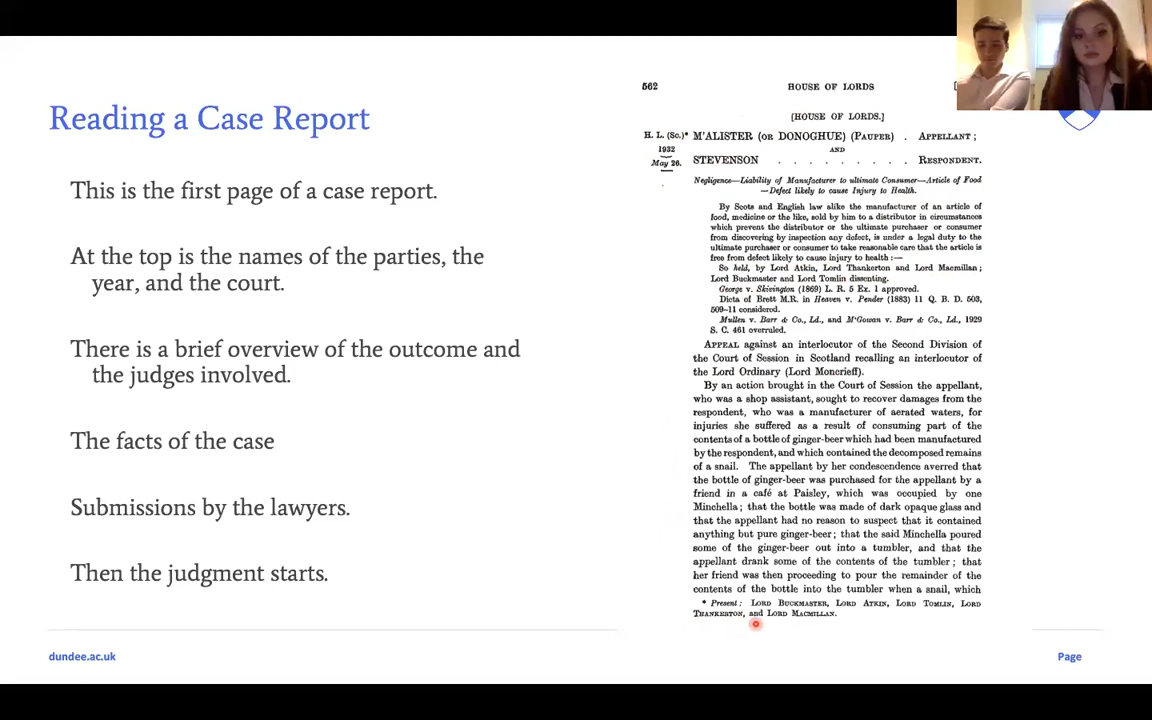 Reading a Case Report
This is the first page of a case report.
At the top is the names of the parties, the
year, and the court.
There is a brief overview of the outcome and
the judges involved.
The facts of the case
Submissions by the lawyers.
Then the judgment starts.
562 HOUSE OF LORDS [
[HOUSE OF LORDS.]
H. L. (Sc.)* M'ALISTER (OR DONOGHUE) (PAUPER) . APPELLANT ;
1932 AND
May 26. STEVENSON . . . . . . . . . RESPONDENT.
Negligence—Liability of Manufacturer to ultimate Consumer—Article of Food
—Defect likely to cause Injury to Health.
By Scots and English law alike the manufacturer of an article of
food, medicine or the like, sold by him to a distributor in circumstances
which prevent the distributor or the ultimate purchaser or consumer
from discovering by inspection any defect, is under a legal duty to the
ultimate purchaser or consumer to take reasonable care that the article is
free from defect likely to cause injury to health :—
So held, by Lord Atkin, Lord Thankerton and Lord Macmillan ;
Lord Buckmaster and Lord Tomlin dissenting.
George v. Skivington (1869) L. R. 5 Ex. 1 approved.
Dicta of Brett M.R. in Heaven v. Pender (1883) 11 Q. B. D. 503,
509–11 considered.
Mullen v. Barr & Co., Ld., and M'Gowan v. Barr & Co., Ld., 1929
S. C. 461 overruled.
APPEAL against an interlocutor of the Second Division of
the Court of Session in Scotland recalling an interlocutor of
the Lord Ordinary (Lord Moncrieff).
By an action brought in the Court of Session the appellant,
who was a shop assistant, sought to recover damages from the
respondent, who was a manufacturer of aerated waters, for
injuries she suffered as a result of consuming part of the
contents of a bottle of ginger-beer which had been manufactured
by the respondent, and which contained the decomposed remains
of a snail. The appellant by her condescendence averred that
the bottle of ginger-beer was purchased for the appellant by a
friend in a café at Paisley, which was occupied by one
Minchella ; that the bottle was made of dark opaque glass and
that the appellant had no reason to suspect that it contained
anything but pure ginger-beer ; that the said Minchella poured
some of the ginger-beer out into a tumbler, and that the
appellant drank some of the contents of the tumbler ; that
her friend was then proceeding to pour the remainder of the
contents of the bottle into the tumbler when a snail, which
* Present : LORD BUCKMASTER, LORD ATKIN, LORD TOMLIN, LORD
THANKERTON, and LORD MACMILLAN.
dundee.ac.uk
Page